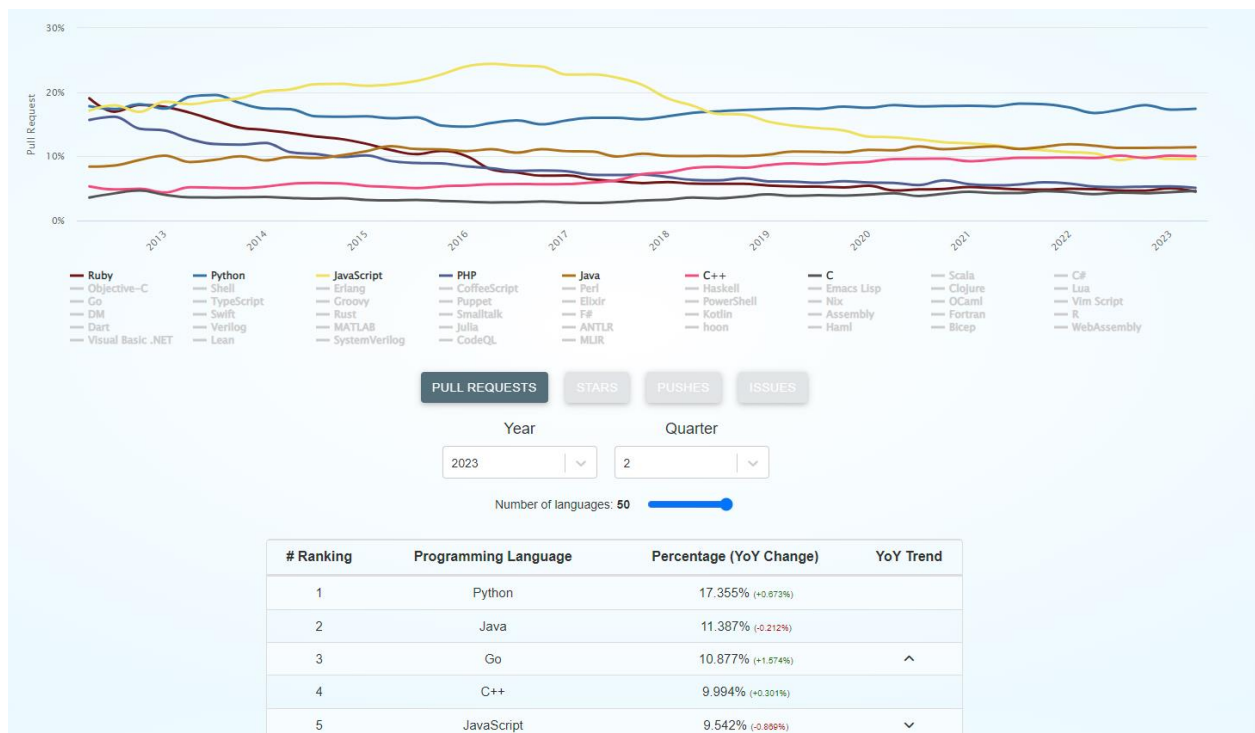 30%
20%
10%
0%
Pull Request
2013 2014 2015 2016 2017 2018 2019 2020 2021 2022 2023
Ruby Python JavaScript PHP Java C++ C Scala C#
Objective-C Shell Erlang CoffeeScript Perl Haskell Emacs Lisp Clojure Lua
Go TypeScript Groovy Puppet Elixir PowerShell Nix OCaml Vim Script
DM Swift Rust Smalltalk F# Kotlin Assembly Fortran R
Dart Verilog MATLAB Julia ANTLR hoon Haml Bicep WebAssembly
Visual Basic .NET Lean SystemVerilog CodeQL MLIR
PULL REQUESTS STARS PUSHES ISSUES
Year Quarter
2023 2
Number of languages: 50
# Ranking Programming Language Percentage (YoY Change) YoY Trend
1 Python 17.355% (+0.673%)
2 Java 11.387% (-0.212%)
3 Go 10.877% (+1.574%)
4 C++ 9.994% (+0.301%)
5 JavaScript 9.542% (-0.869%)